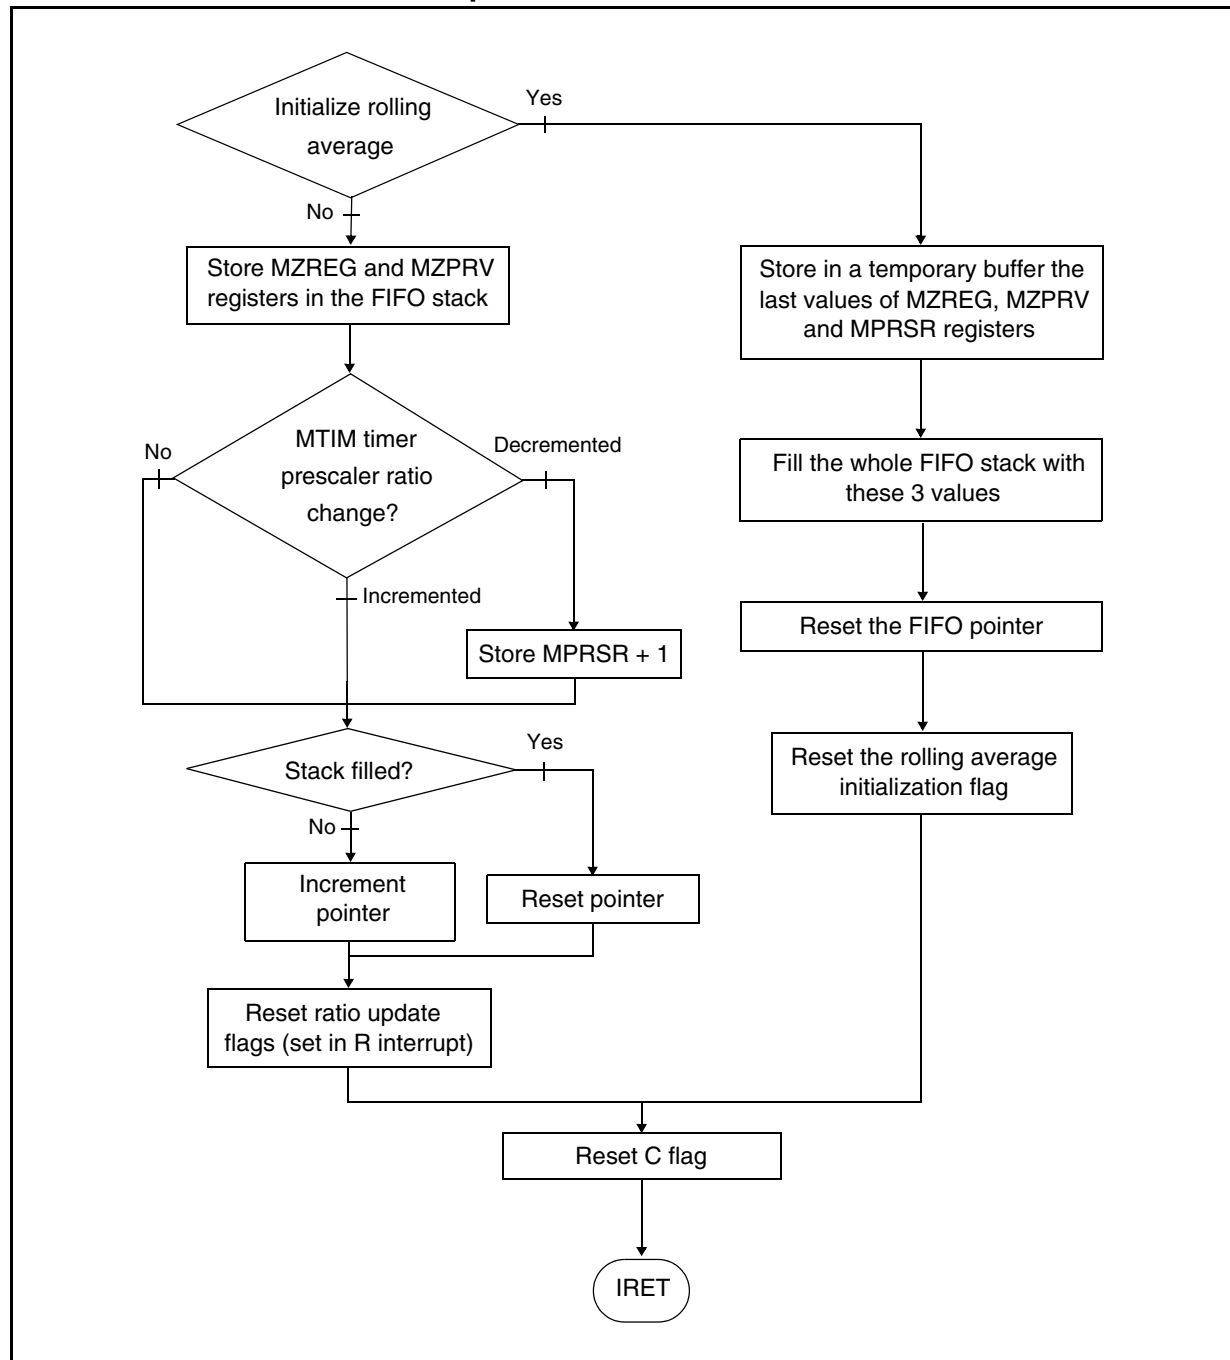 Initialize rolling
average
Yes
No
Store MZREG and MZPRV
registers in the FIFO stack
Store in a temporary buffer the
last values of MZREG, MZPRV
and MPRSR registers
MTIM timer
prescaler ratio
change?
No
Decremented
Incremented
Store MPRSR + 1
Fill the whole FIFO stack with
these 3 values
Reset the FIFO pointer
Reset the rolling average
initialization flag
Stack filled?
Yes
No
Increment
pointer
Reset pointer
Reset ratio update
flags (set in R interrupt)
Reset C flag
IRET